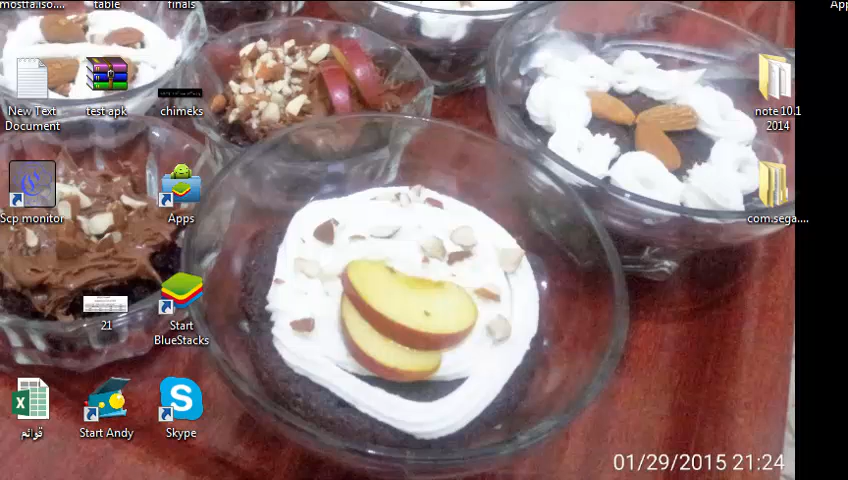 mostfa.iso....
table
finals
App
New Text
Document
test apk
chimeks
note 10.1
2014
Scp monitor
Apps
com.sega....
21
Start
BlueStacks
قوائم
Start Andy
Skype
01/29/2015 21:24